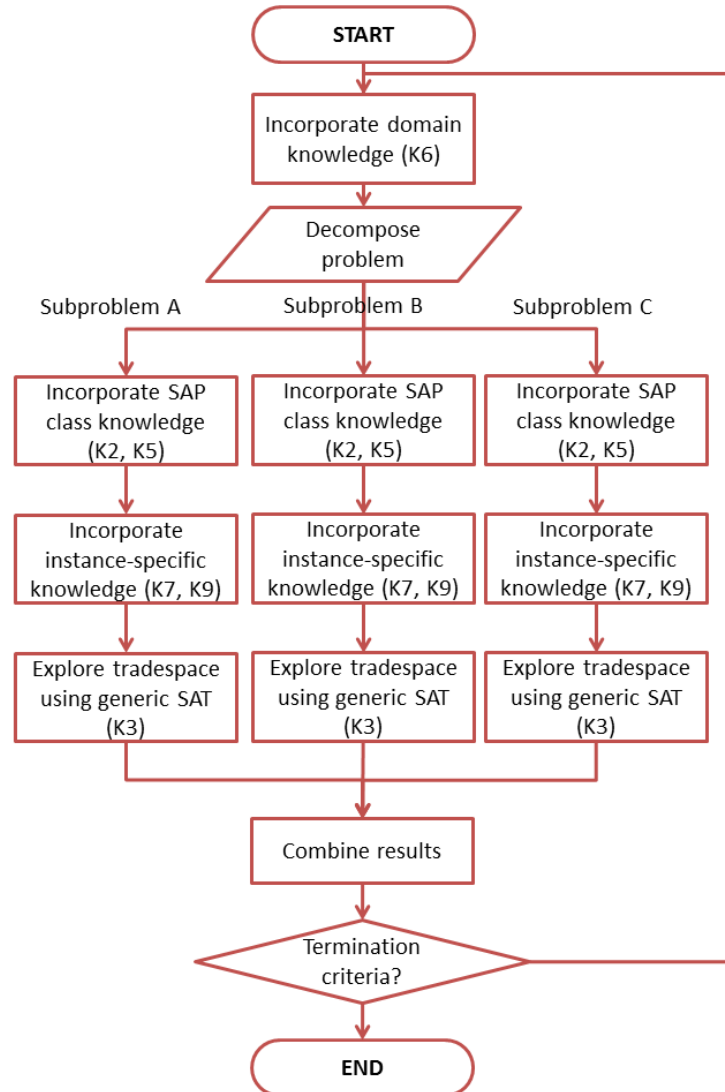 START
Incorporate domain
knowledge (K6)
Decompose
problem
Subproblem A
Subproblem B
Subproblem C
Incorporate SAP
class knowledge
(K2, K5)
Incorporate SAP
class knowledge
(K2, K5)
Incorporate SAP
class knowledge
(K2, K5)
Incorporate
instance-specific
knowledge (K7, K9)
Incorporate
instance-specific
knowledge (K7, K9)
Incorporate
instance-specific
knowledge (K7, K9)
Explore tradespace
using generic SAT
(K3)
Explore tradespace
using generic SAT
(K3)
Explore tradespace
using generic SAT
(K3)
Combine results
Termination
criteria?
END